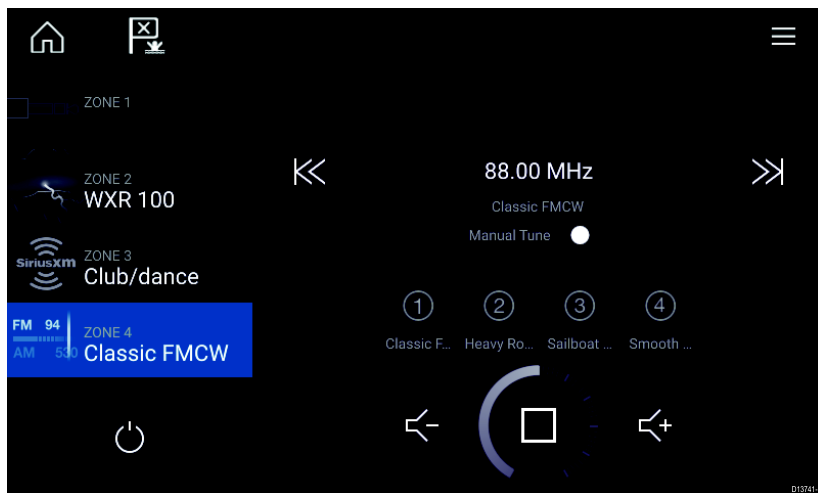 ZONE 1
ZONE 2
WXR 100
SiriusXM
ZONE 3
Club/dance
FM 94
AM 530
ZONE 4
Classic FMCW
88.00 MHz
Classic FMCW
Manual Tune
1 2 3 4
Classic F... Heavy Ro... Sailboat ... Smooth ...
D13741-